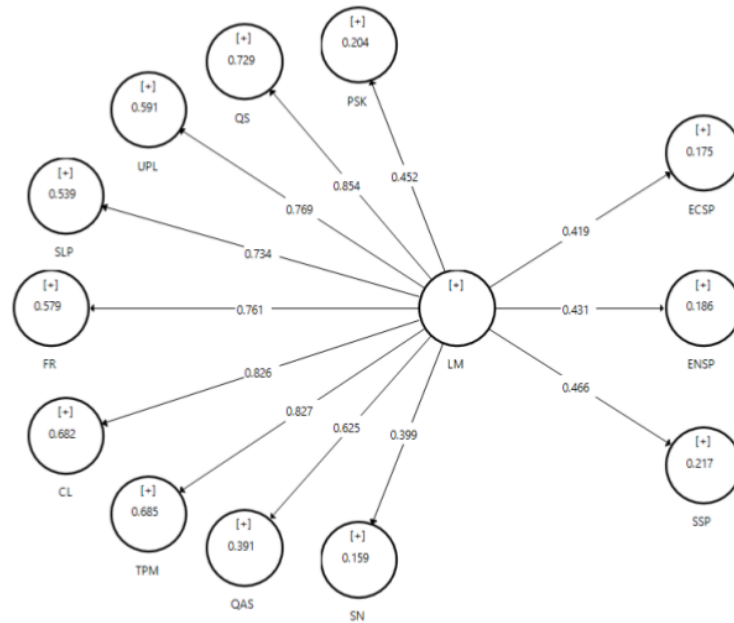 [+]
0.204
PSK
[+]
0.729
QS
[+]
0.591
UPL
[+]
0.539
SLP
[+]
0.579
FR
[+]
0.682
CL
[+]
0.685
TPM
[+]
0.391
QAS
[+]
0.159
SN
0.452
0.854
0.769
0.734
0.761
0.826
0.827
0.625
0.399
[+]
LM
0.419
0.431
0.466
[+]
0.175
ECSP
[+]
0.186
ENSP
[+]
0.217
SSP